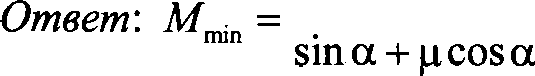 Ответ: M_min =
sin α + μ cos α